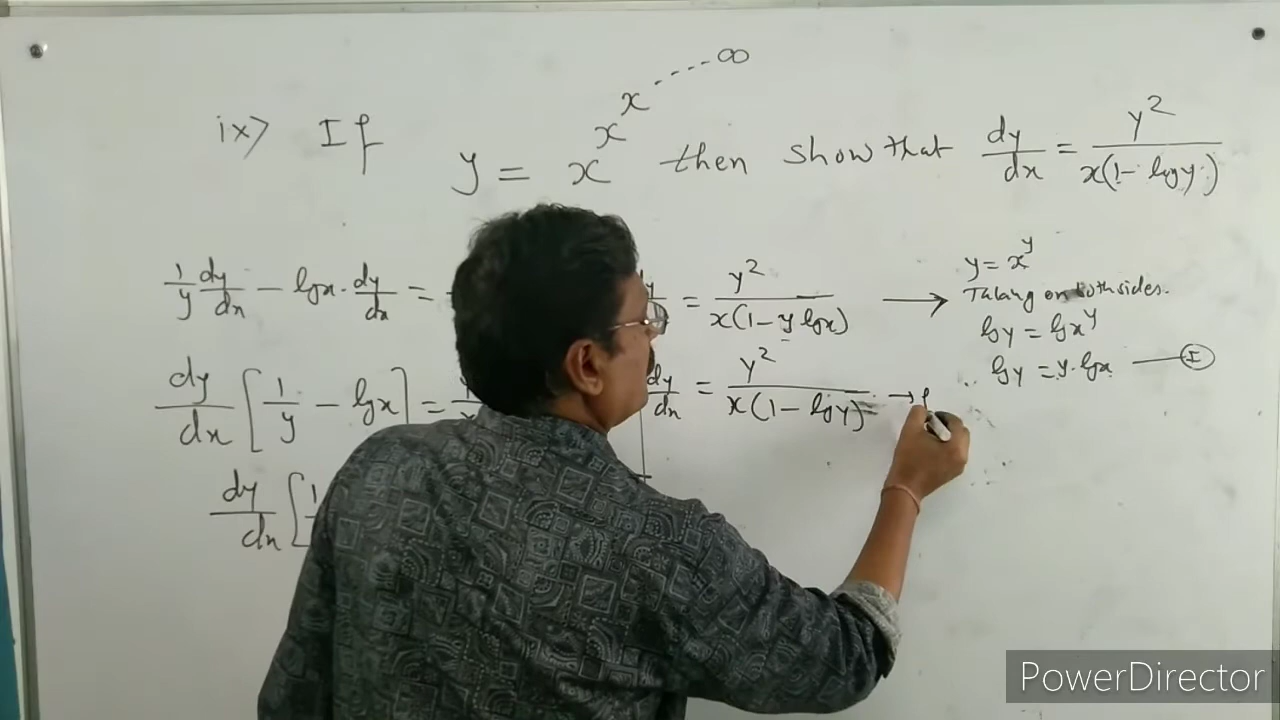 ix> If y = x^x^x^----∞ then show that dy/dx = y²/x(1 - log y)
1/y dy/dx - log x · dy/dx =
dy/dx [1/y - log x] = y/x
dy/dx [1
= y²/x(1 - y log x) →
dy/dx = y²/x(1 - log y) = → f
y = x^y
Taking on both sides.
log y = log x^y
∴ log y = y · log x — I
PowerDirector